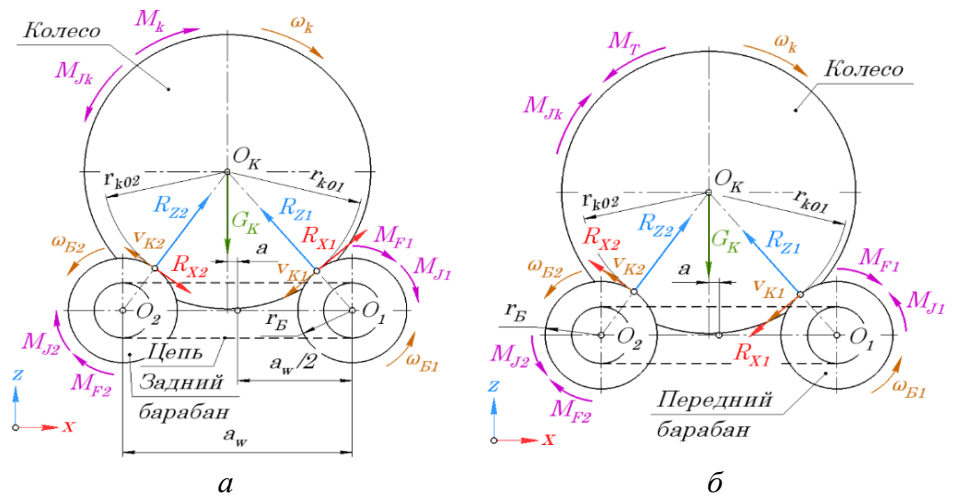 M_k
ω_k
Колесо
M_Jk
O_K
r_k02
r_k01
R_Z2
R_Z1
G_K
ω_Б2
v_K2
R_X2
a
R_X1
v_K1
M_F1
M_J1
O_2
r_Б
O_1
Цепь
M_J2
M_F2
Задний
барабан
a_w/2
ω_Б1
a_w
z
x
а
M_T
ω_k
Колесо
M_Jk
O_K
r_k02
r_k01
R_Z2
R_Z1
G_K
R_X2
ω_Б2
v_K2
a
v_K1
M_F1
M_J1
r_Б
O_2
O_1
R_X1
M_J2
M_F2
ω_Б1
Передний
барабан
z
x
б